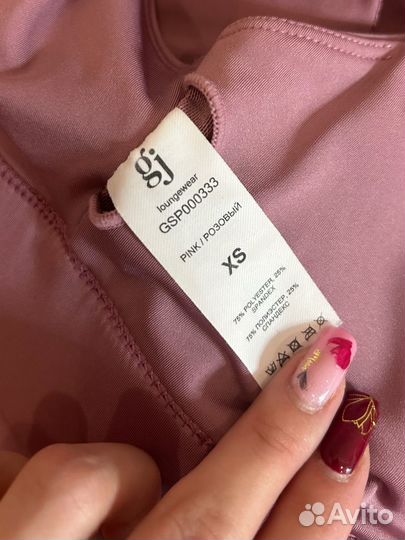 gj
loungewear
GSP000333
PINK / РОЗОВЫЙ
XS
75% POLYESTER, 25%
SPANDEX
75% ПОЛИЭСТЕР, 25%
СПАНДЕКС
Avito